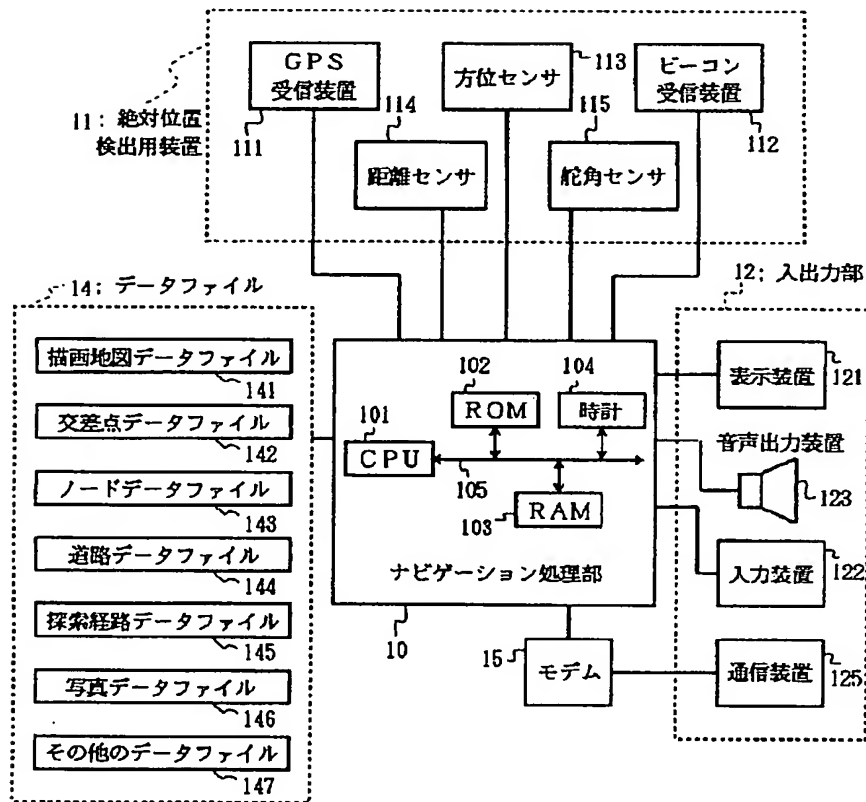 GPS
受信装置
111
方位センサ
113
ビーコン
受信装置
112
11: 絶対位置
検出用装置
114
距離センサ
115
舵角センサ
14: データファイル
描画地図データファイル
141
交差点データファイル
142
ノードデータファイル
143
道路データファイル
144
探索経路データファイル
145
写真データファイル
146
その他のデータファイル
147
102
ROM
104
時計
101
CPU
105
103
RAM
ナビゲーション処理部
10
15
モデム
12: 入出力部
表示装置
121
音声出力装置
123
入力装置
122
通信装置
125